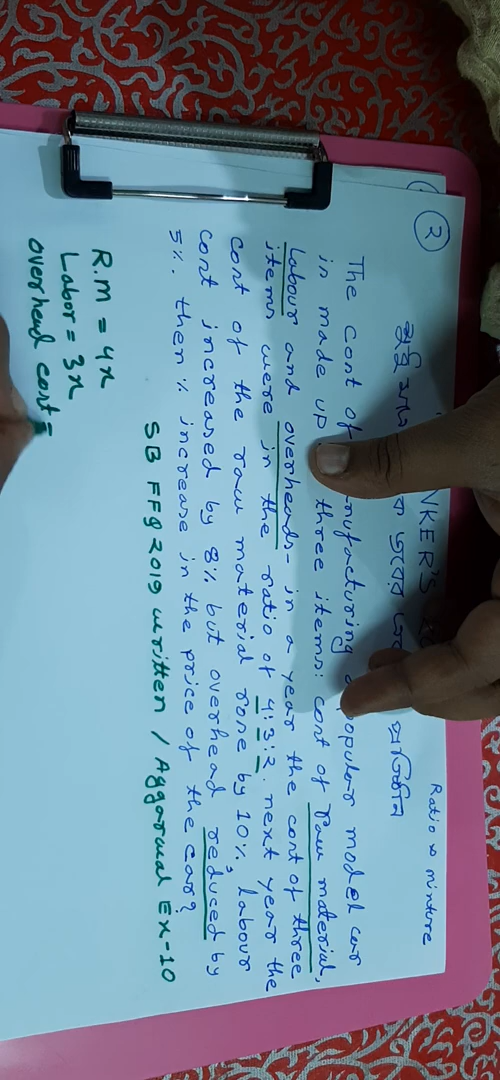 Ratio & mixture
NKER'S
2
The cost of manufacturing a popular model car
in made up three items: cost of raw material,
Labour and overheads - in a year the cost of three
items were in the ratio of 4:3:2. next year the
cost of the raw material rose by 10%, labour
cost increased by 8% but overhead reduced by
5%. then % increase in the price of the car?
SB FFg 2019 written / Aggarwal Ex-10
R.M = 4x
Labor = 3x
overhead cost =